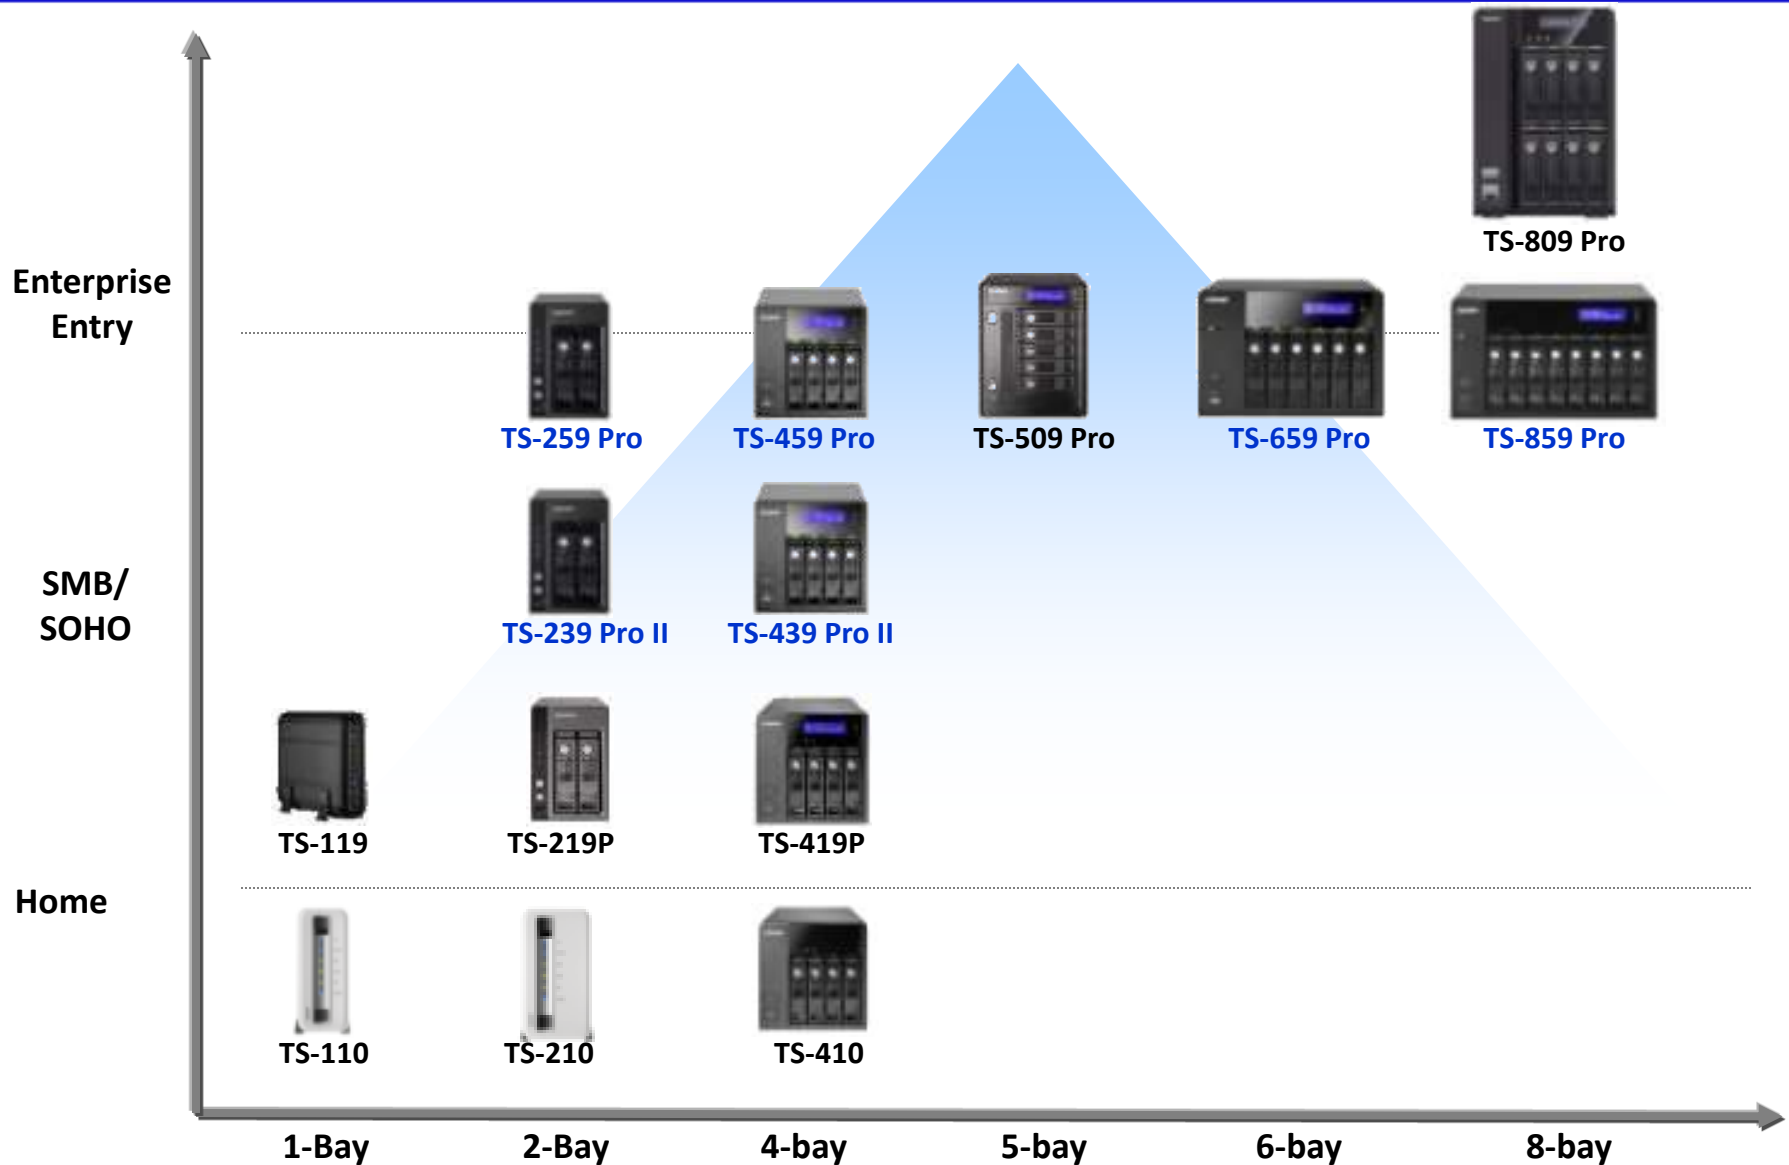 TS-809 Pro
Enterprise
Entry
TS-259 Pro
TS-459 Pro
TS-509 Pro
TS-659 Pro
TS-859 Pro
SMB/
SOHO
TS-239 Pro II
TS-439 Pro II
TS-119
TS-219P
TS-419P
Home
TS-110
TS-210
TS-410
1-Bay
2-Bay
4-bay
5-bay
6-bay
8-bay